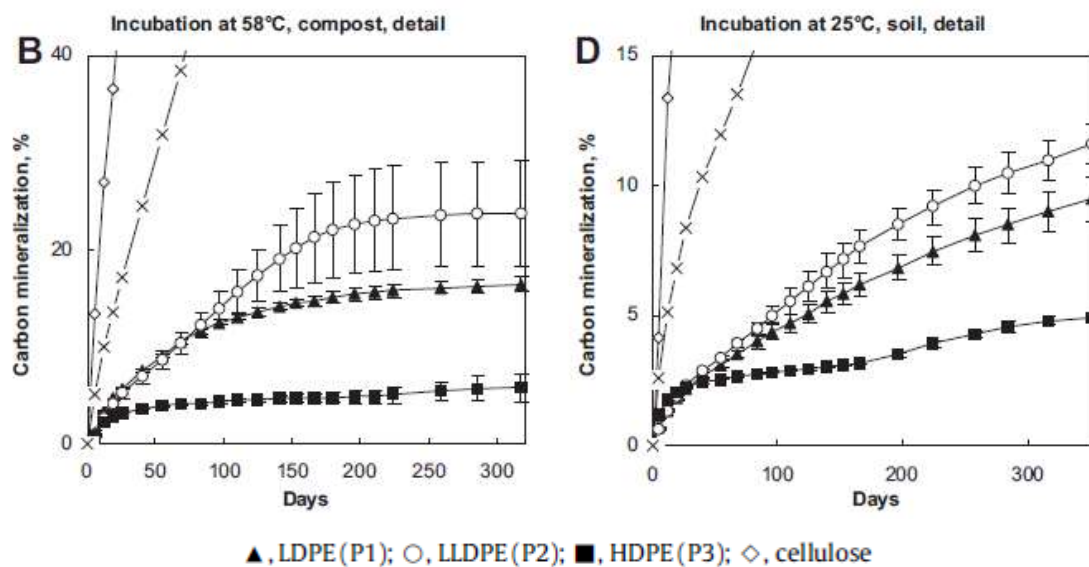 Incubation at 58°C, compost, detail
B
40
20
0
Carbon mineralization, %
0 50 100 150 200 250 300
Days
Incubation at 25°C, soil, detail
D
15
10
5
0
Carbon mineralization, %
0 100 200 300
Days
▲, LDPE(P1); ○, LLDPE(P2); ■, HDPE(P3); ◇, cellulose